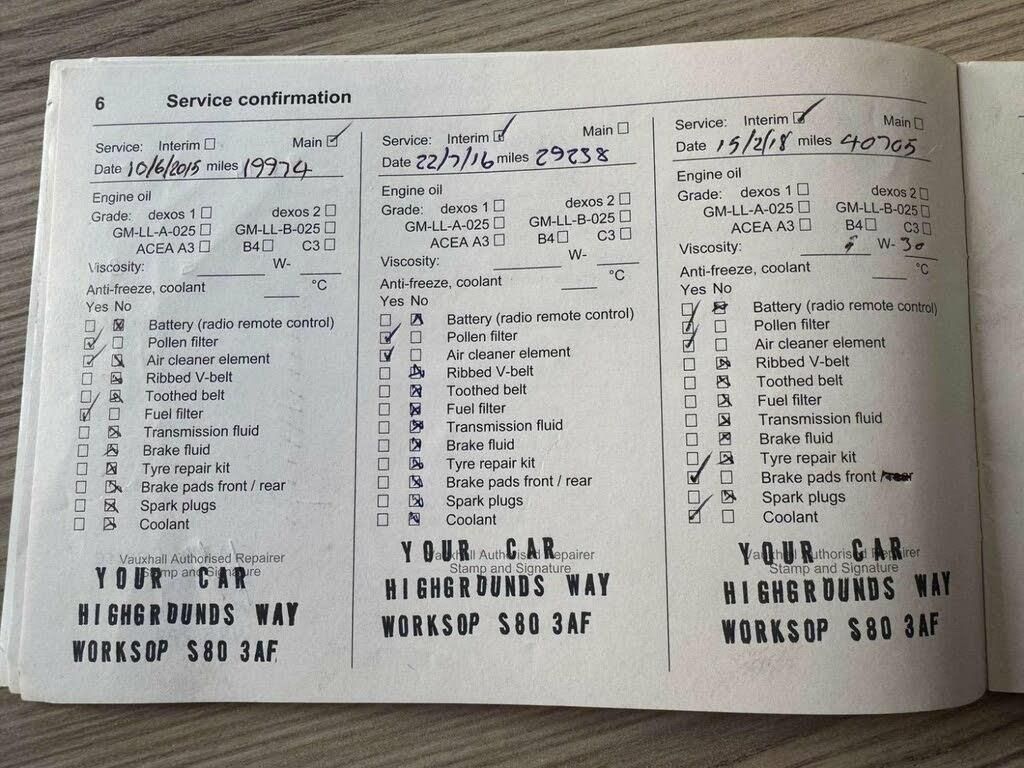 6 Service confirmation
Service: Interim Main
Date 10/6/2015 miles 19974
Engine oil
Grade: dexos 1 dexos 2
GM-LL-A-025 GM-LL-B-025
ACEA A3 B4 C3
Viscosity: W-
Anti-freeze, coolant °C
Yes No
Battery (radio remote control)
Pollen filter
Air cleaner element
Ribbed V-belt
Toothed belt
Fuel filter
Transmission fluid
Brake fluid
Tyre repair kit
Brake pads front / rear
Spark plugs
Coolant
Vauxhall Authorised Repairer
Stamp and Signature
YOUR CAR
HIGHGROUNDS WAY
WORKSOP S80 3AF
Service: Interim Main
Date 22/7/16 miles 29238
Engine oil
Grade: dexos 1 dexos 2
GM-LL-A-025 GM-LL-B-025
ACEA A3 B4 C3
Viscosity: W-
Anti-freeze, coolant °C
Yes No
Battery (radio remote control)
Pollen filter
Air cleaner element
Ribbed V-belt
Toothed belt
Fuel filter
Transmission fluid
Brake fluid
Tyre repair kit
Brake pads front / rear
Spark plugs
Coolant
Vauxhall Authorised Repairer
Stamp and Signature
YOUR CAR
HIGHGROUNDS WAY
WORKSOP S80 3AF
Service: Interim Main
Date 15/2/18 miles 40705
Engine oil
Grade: dexos 1 dexos 2
GM-LL-A-025 GM-LL-B-025
ACEA A3 B4 C3
Viscosity: W- 30
Anti-freeze, coolant °C
Yes No
Battery (radio remote control)
Pollen filter
Air cleaner element
Ribbed V-belt
Toothed belt
Fuel filter
Transmission fluid
Brake fluid
Tyre repair kit
Brake pads front / rear
Spark plugs
Coolant
Vauxhall Authorised Repairer
Stamp and Signature
YOUR CAR
HIGHGROUNDS WAY
WORKSOP S80 3AF